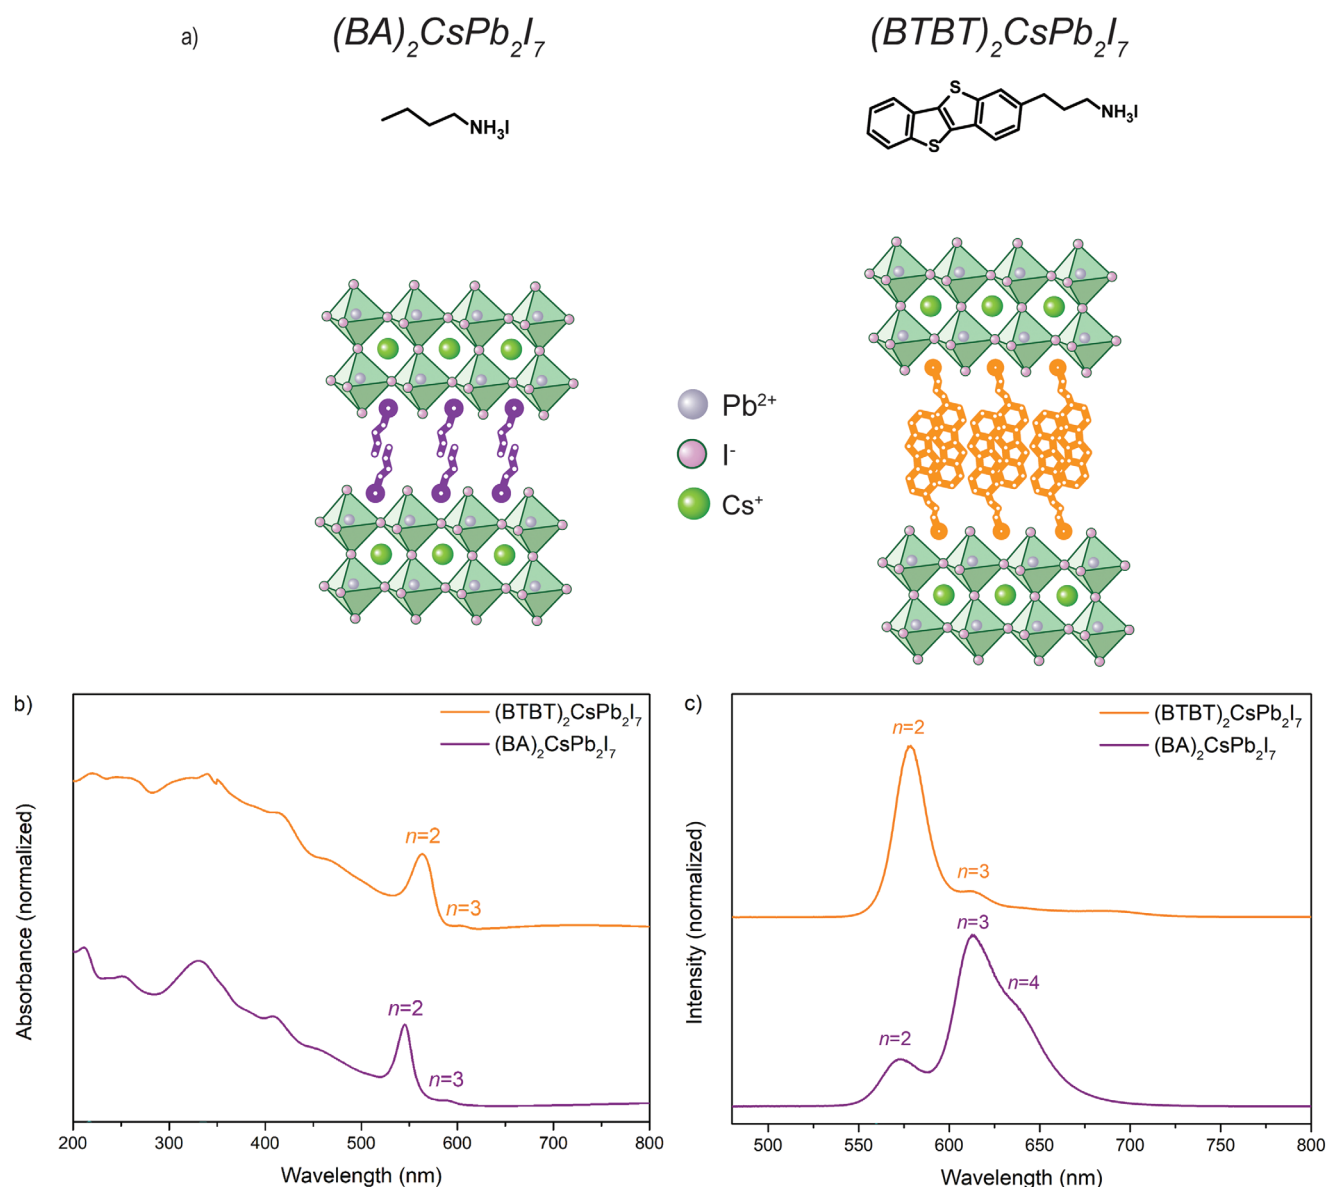 a)
(BA)₂CsPb₂I₇
(BTBT)₂CsPb₂I₇
NH₃I
S
S
NH₃I
Pb²⁺
I⁻
Cs⁺
b)
(BTBT)₂CsPb₂I₇
(BA)₂CsPb₂I₇
n=2
n=3
n=2
n=3
Absorbance (normalized)
200 300 400 500 600 700 800
Wavelength (nm)
c)
(BTBT)₂CsPb₂I₇
(BA)₂CsPb₂I₇
n=2
n=3
n=3
n=4
n=2
Intensity (normalized)
500 550 600 650 700 750 800
Wavelength (nm)